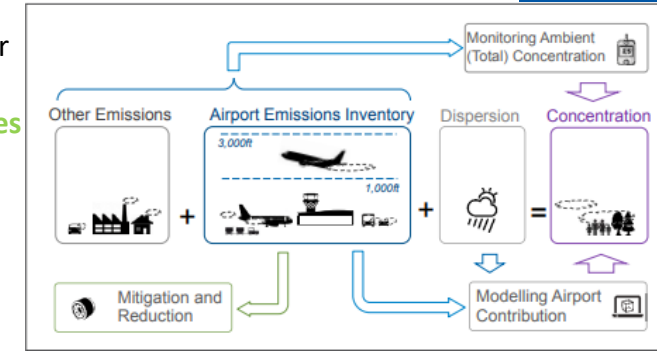 r
es
Monitoring Ambient
(Total) Concentration
Other Emissions
Airport Emissions Inventory
Dispersion
Concentration
3,000ft
1,000ft
+
+
=
Mitigation and
Reduction
Modelling Airport
Contribution